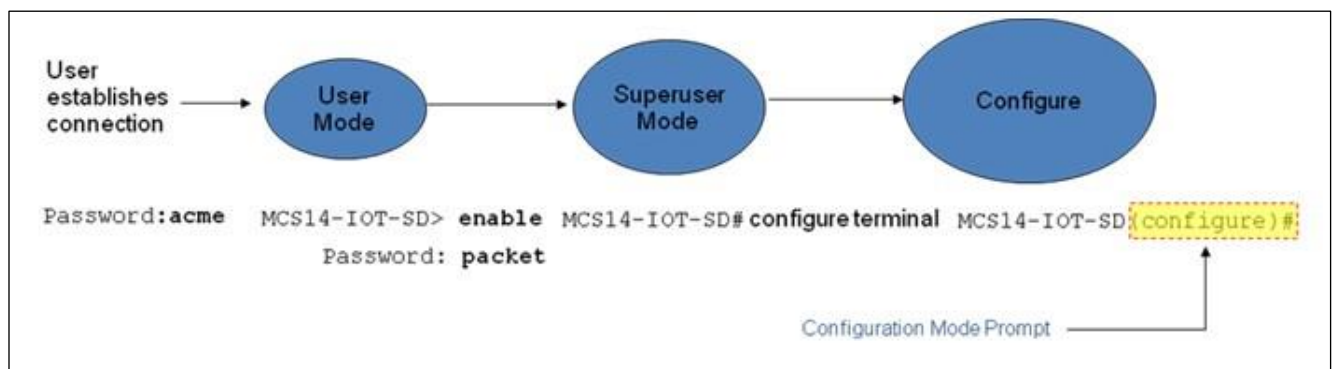 User
establishes
connection
User
Mode
Superuser
Mode
Configure
Password:acme MCS14-IOT-SD> enable MCS14-IOT-SD# configure terminal MCS14-IOT-SD(configure)#
Password: packet
Configuration Mode Prompt